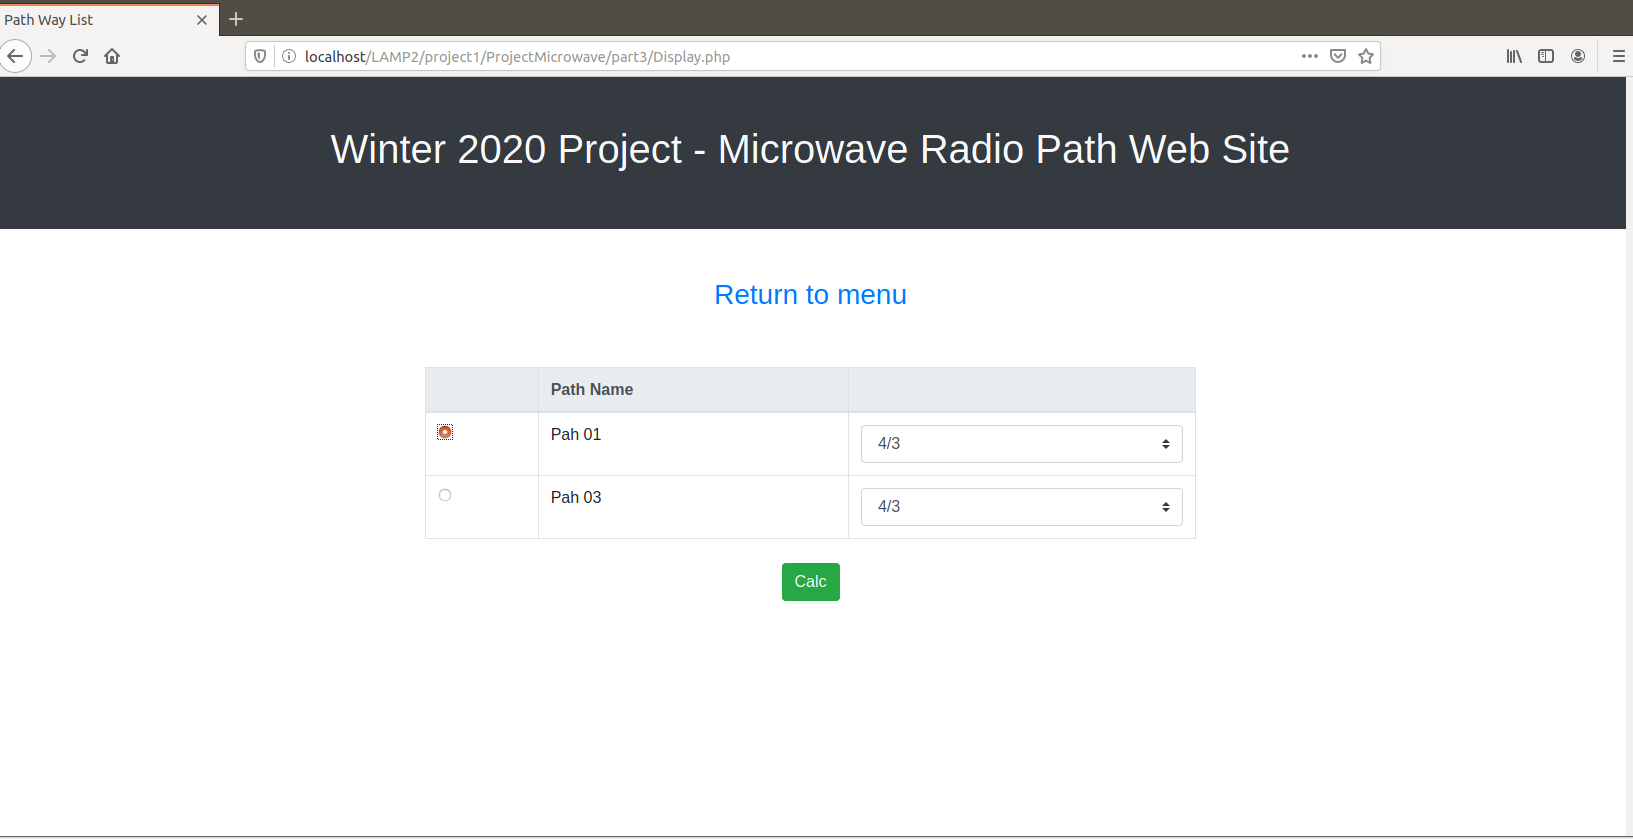 Path Way List
localhost/LAMP2/project1/ProjectMicrowave/part3/Display.php
Winter 2020 Project - Microwave Radio Path Web Site
Return to menu
Path Name
Pah 01
4/3
Pah 03
4/3
Calc